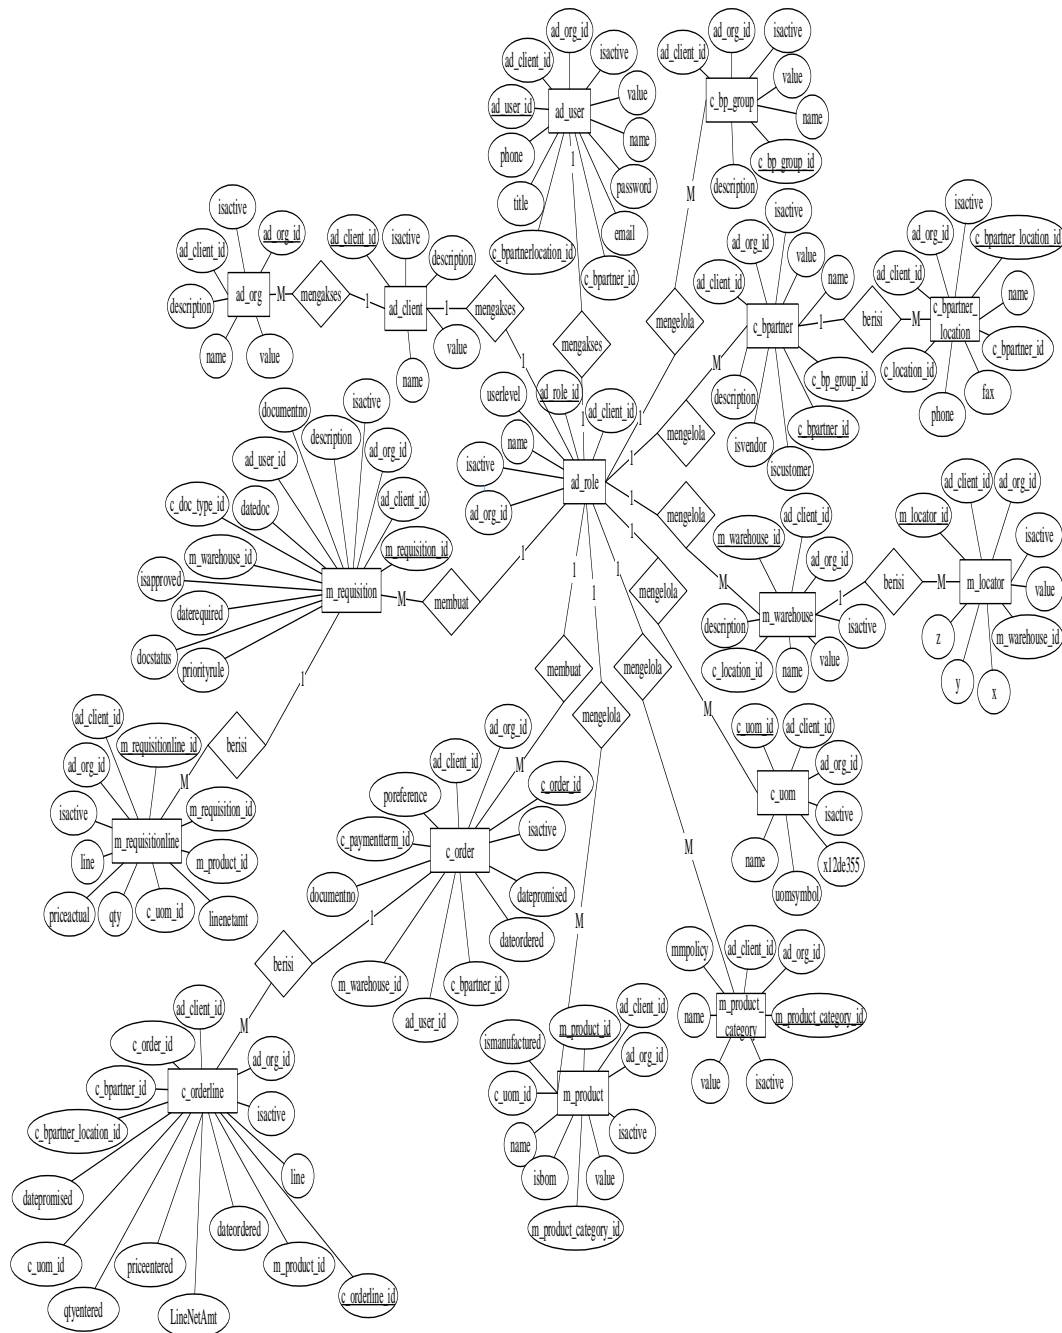 ad_org_id
isactive
ad_client_id
ad_user_id
ad_user
value
name
phone
password
title
email
c_bpartnerlocation_id
c_bpartner_id
1
mengakses
1
ad_org_id
isactive
ad_client_id
value
c_bp_group
name
c_bp_group_id
description
M
mengelola
1
isactive
ad_org_id
value
name
ad_client_id
c_bpartner
description
c_bp_group_id
isvendor
c_bpartner_id
iscustomer
M
mengelola
1
1
berisi
M
isactive
ad_org_id
c_bpartner_location_id
ad_client_id
name
c_bpartner_
location
c_bpartner_id
c_location_id
fax
phone
isactive
ad_org_id
ad_client_id
description
ad_org
name
value
M
mengakses
1
ad_client_id
isactive
description
ad_client
value
name
1
mengakses
1
userlevel
ad_role_id
ad_client_id
name
isactive
ad_org_id
ad_role
documentno
isactive
description
ad_user_id
ad_org_id
c_doc_type_id
datedoc
ad_client_id
m_warehouse_id
m_requisition_id
isapproved
m_requisition
daterequired
docstatus
priorityrule
M
membuat
1
1
berisi
M
ad_client_id
m_requisitionline_id
ad_org_id
isactive
m_requisition_id
m_requisitionline
line
m_product_id
priceactual
qty
c_uom_id
linenetamt
1
mengelola
M
m_warehouse_id
ad_client_id
ad_org_id
m_warehouse
description
isactive
c_location_id
name
value
1
berisi
M
ad_client_id
ad_org_id
m_locator_id
isactive
m_locator
value
m_warehouse_id
z
y
x
1
mengelola
M
c_uom_id
ad_client_id
ad_org_id
c_uom
isactive
name
x12de355
uomsymbol
1
mengelola
M
mmpolicy
ad_client_id
ad_org_id
name
m_product_
category
m_product_category_id
value
isactive
1
membuat
M
ad_org_id
ad_client_id
poreference
c_order_id
c_paymentterm_id
isactive
c_order
documentno
datepromised
dateordered
m_warehouse_id
c_bpartner_id
ad_user_id
1
mengelola
M
m_product_id
ad_client_id
ismanufactured
ad_org_id
c_uom_id
m_product
name
isactive
isbom
value
m_product_category_id
1
berisi
M
ad_client_id
c_order_id
ad_org_id
c_bpartner_id
c_orderline
isactive
c_bpartner_location_id
line
datepromised
dateordered
c_uom_id
priceentered
m_product_id
qtyentered
LineNetAmt
c_orderline_id